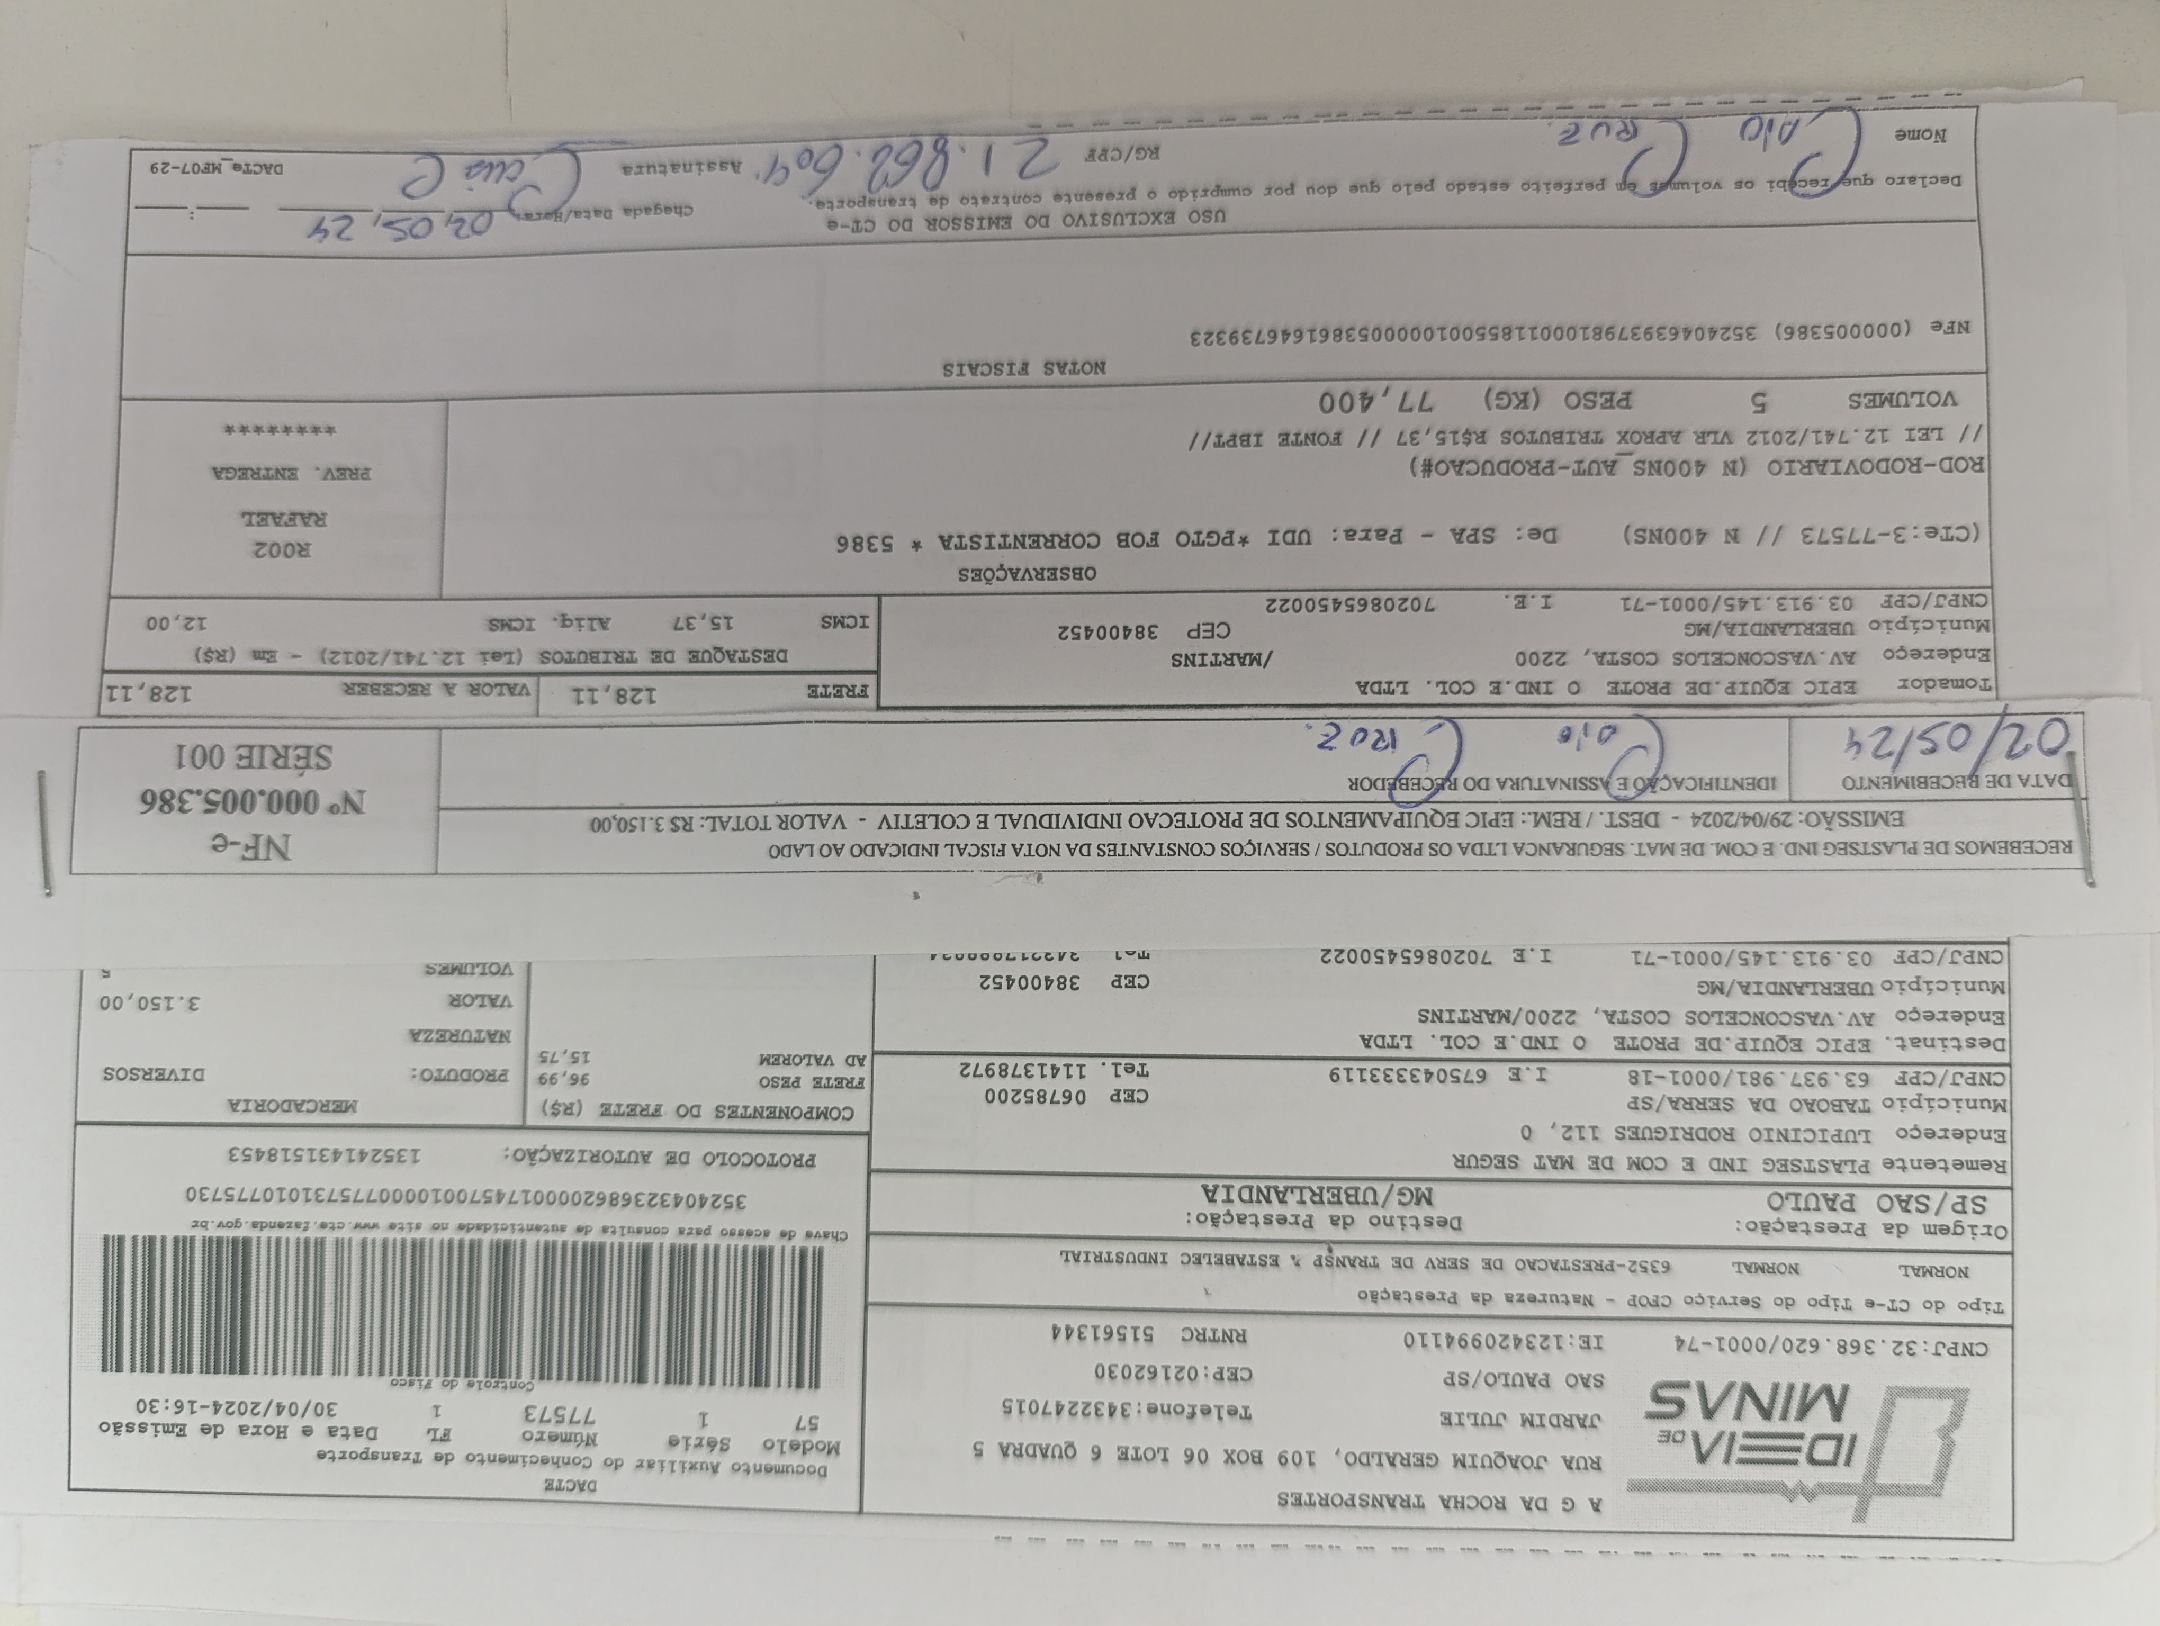 IDEIA DE MINAS
A G DA ROCHA TRANSPORTES
RUA JOAQUIM GERALDO, 109 BOX 06 LOTE 6 QUADRA 5
JARDIM JULIE Telefone:3432247015
SAO PAULO/SP CEP:02162030
CNPJ:32.368.620/0001-74 IE:123420994110 RNTRC 51561344
DACTE
Documento Auxiliar do Conhecimento de Transporte
Modelo Série Número FL Data e Hora de Emissão
57 1 77573 1 30/04/2024-16:30
Controle do Fisco
Chave de acesso para consulta de autenticidade no site www.cte.fazenda.gov.br
35240432368620000174570010000775731010775730
PROTOCOLO DE AUTORIZAÇÃO: 135241431518453
Tipo do CT-e Tipo do Serviço CFOP - Natureza da Prestação
NORMAL NORMAL 6352-PRESTACAO DE SERV DE TRANSP A ESTABELEC INDUSTRIAL
Origem da Prestação: Destino da Prestação:
SP/SAO PAULO MG/UBERLANDIA
Remetente PLASTSEG IND E COM DE MAT SEGUR
Endereço LUPICINIO RODRIGUES 112, 0
Município TABOAO DA SERRA/SP CEP 06785200
CNPJ/CPF 63.937.981/0001-18 I.E 675043333119 Tel. 1141378972
Destinat. EPIC EQUIP.DE PROTE O IND.E COL. LTDA
Endereço AV.VASCONCELOS COSTA, 2200/MARTINS
Município UBERLANDIA/MG CEP 38400452
CNPJ/CPF 03.913.145/0001-71 I.E 7020865450022 Tel
COMPONENTES DO FRETE (R$)
FRETE PESO 96,99
AD VALOREM 15,75
MERCADORIA
PRODUTO: DIVERSOS
NATUREZA
VALOR 3.150,00
VOLUMES 5
RECEBEMOS DE PLASTSEG IND. E COM. DE MAT. SEGURANCA LTDA OS PRODUTOS / SERVIÇOS CONSTANTES DA NOTA FISCAL INDICADO AO LADO
EMISSÃO: 29/04/2024 - DEST. / REM.: EPIC EQUIPAMENTOS DE PROTECAO INDIVIDUAL E COLETIV - VALOR TOTAL: R$ 3.150,00
DATA DE RECEBIMENTO IDENTIFICAÇÃO E ASSINATURA DO RECEBEDOR
02/05/24 Caio Cruz.
NF-e
Nº 000.005.386
SÉRIE 001
Tomador EPIC EQUIP.DE PROTE O IND.E COL. LTDA
Endereço AV.VASCONCELOS COSTA, 2200 /MARTINS
Município UBERLANDIA/MG CEP 38400452
CNPJ/CPF 03.913.145/0001-71 I.E. 7020865450022
FRETE 128,11 VALOR A RECEBER 128,11
DESTAQUE DE TRIBUTOS (Lei 12.741/2012) - Em (R$)
ICMS 15,37 Aliq. ICMS 12,00
OBSERVAÇÕES
(CTe:3-77573 // N 400NS) De: SPA - Para: UDI *PGTO FOB CORRENTISTA * 5386
ROD-RODOVIARIO (N 400NS_AUT-PRODUCAO#)
// LEI 12.741/2012 VLR APROX TRIBUTOS R$15,37 // FONTE IBPT//
VOLUMES 5 PESO (KG) 77,400
R002
RAFAEL
PREV. ENTREGA
********
NOTAS FISCAIS
NFe (000005386) 35240463937981000118550010000053861646739323
USO EXCLUSIVO DO EMISSOR DO CT-e
Declaro que recebi os volumes em perfeito estado pelo que dou por cumprido o presente contrato de transporte.
Chegada Data/Hora: 02,05,24 __:__
Nome Caio Cruz. RG/CPF 21.862.604. Assinatura Caio C
DACTe_MF07-29